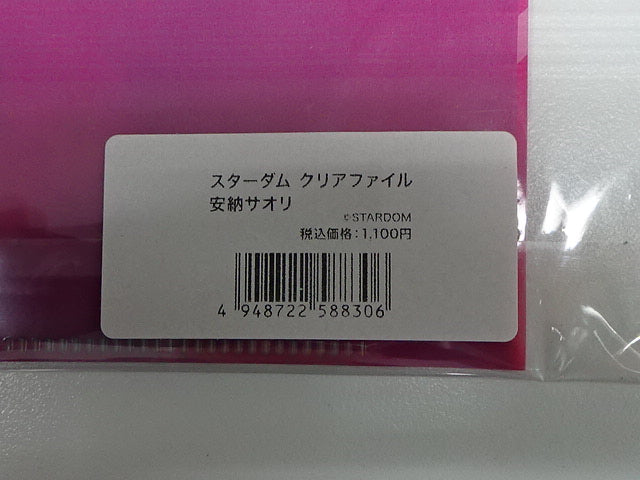 スターダム クリアファイル
安納サオリ
©STARDOM
税込価格：1,100円
4 948722 588306